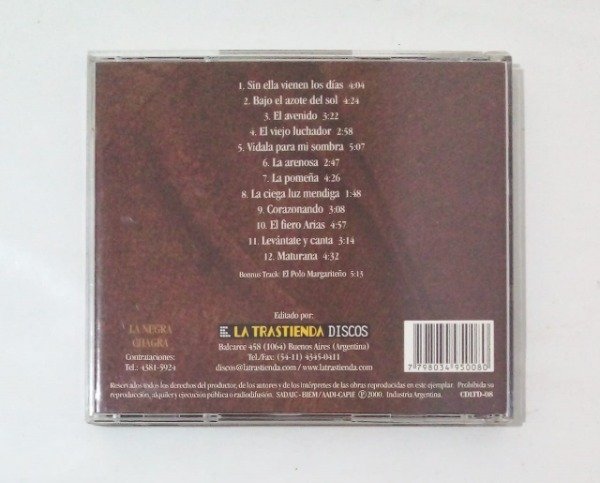 1. Sin ella vienen los días 4:04
2. Bajo el azote del sol 4:24
3. El avenido 3:22
4. El viejo luchador 2:58
5. Vidala para mi sombra 5:07
6. La arenosa 2:47
7. La pomeña 4:26
8. La ciega luz mendiga 1:48
9. Corazonando 3:08
10. El fiero Arias 4:57
11. Levántate y canta 3:14
12. Maturana 4:32
Bonnus Track: El Polo Margariteño 5:13
LA NEGRA
CHAGRA
Contrataciones:
Tel.: 4381-5924
Editado por:
LA TRASTIENDA DISCOS
Balcarce 458 (1064) Buenos Aires (Argentina)
Tel./Fax: (54-11) 4345-0411
discos@latrastienda.com / www.latrastienda.com
7 798034 950080
Reservados todos los derechos del productor, de los autores y de los intérpretes de las obras reproducidas en este ejemplar. Prohibida su
reproducción, alquiler y ejecución pública o radiodifusión. SADAIC - BIEM / AADI-CAPIF Ⓟ 2000. Industria Argentina. CDLTD-08